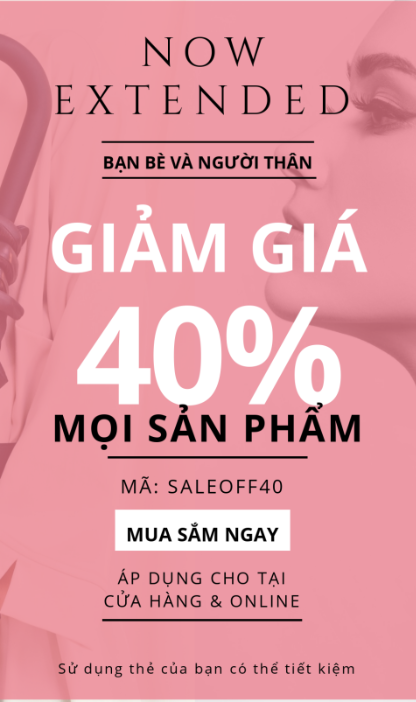 NOW
EXTENDED
BẠN BÈ VÀ NGƯỜI THÂN
GIẢM GIÁ
40%
MỌI SẢN PHẨM
MÃ: SALEOFF40
MUA SẮM NGAY
ÁP DỤNG CHO TẠI
CỬA HÀNG & ONLINE
Sử dụng thẻ của bạn có thể tiết kiệm